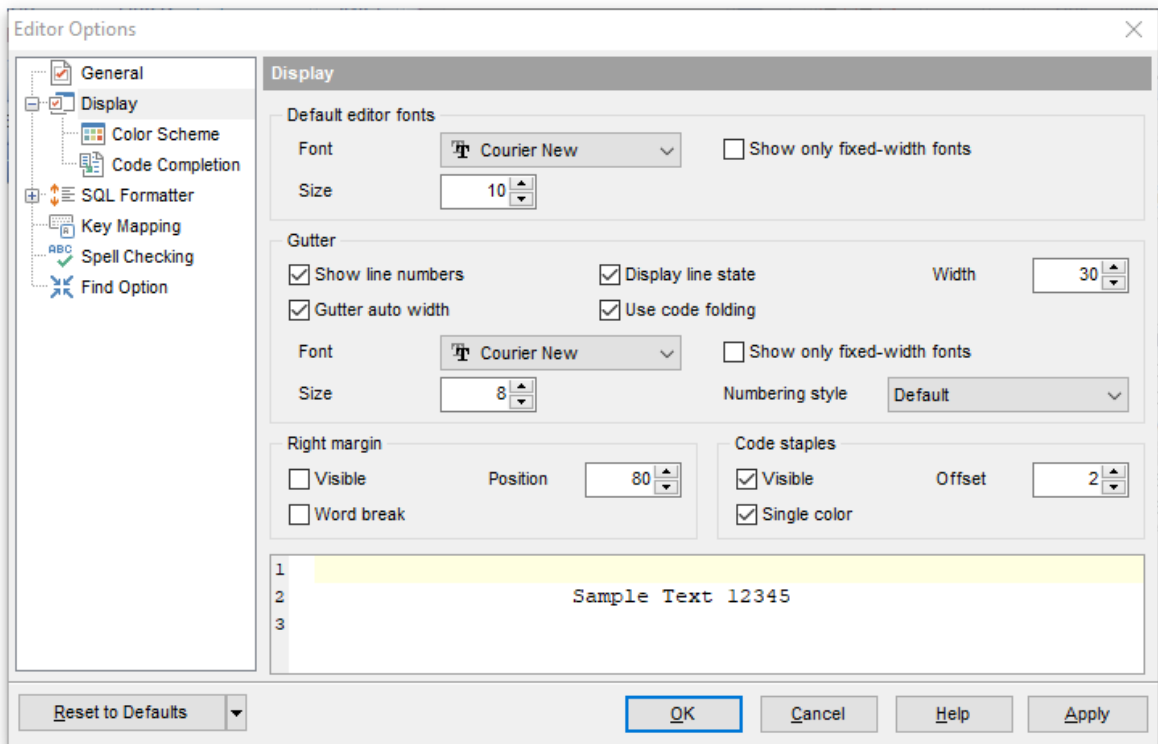 Editor Options
General
Display
Color Scheme
Code Completion
SQL Formatter
Key Mapping
ABC Spell Checking
Find Option
Display
Default editor fonts
Font Courier New Show only fixed-width fonts
Size 10
Gutter
Show line numbers Display line state Width 30
Gutter auto width Use code folding
Font Courier New Show only fixed-width fonts
Size 8 Numbering style Default
Right margin
Visible Position 80
Word break
Code staples
Visible Offset 2
Single color
1
2 Sample Text 12345
3
Reset to Defaults OK Cancel Help Apply